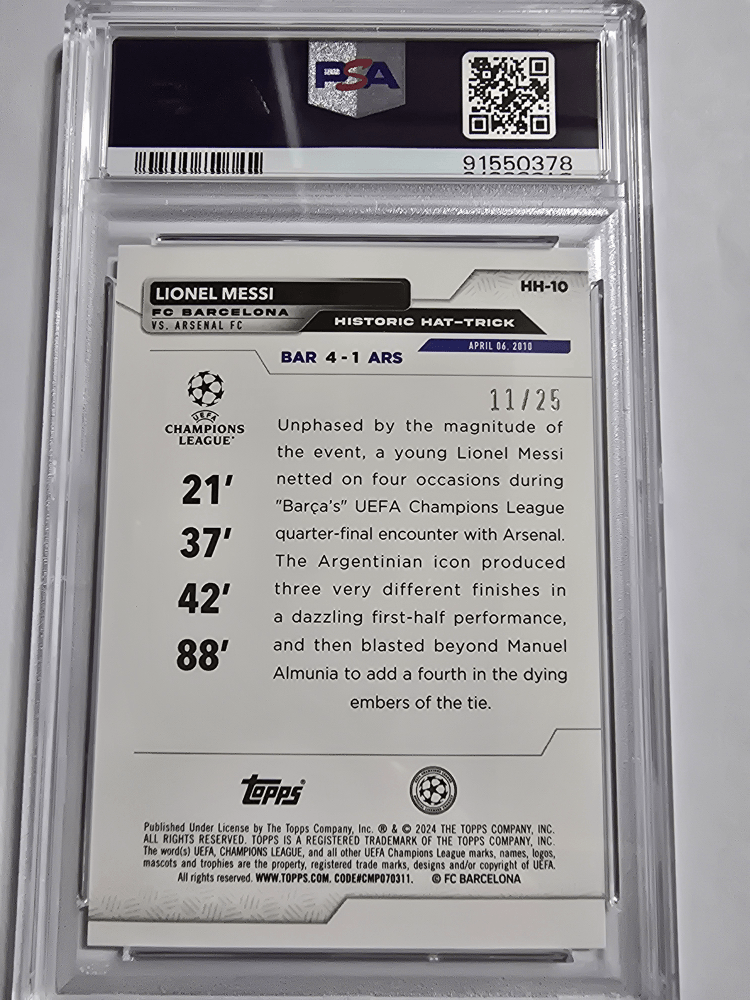 PSA
91550378
LIONEL MESSI
HH-10
FC BARCELONA
VS. ARSENAL FC
HISTORIC HAT-TRICK
APRIL 06, 2010
BAR 4 - 1 ARS
11/25
UEFA
CHAMPIONS
LEAGUE
21'
37'
42'
88'
Unphased by the magnitude of
the event, a young Lionel Messi
netted on four occasions during
"Barça's" UEFA Champions League
quarter-final encounter with Arsenal.
The Argentinian icon produced
three very different finishes in
a dazzling first-half performance,
and then blasted beyond Manuel
Almunia to add a fourth in the dying
embers of the tie.
Topps
Published Under License by The Topps Company, Inc. ® & © 2024 THE TOPPS COMPANY, INC.
ALL RIGHTS RESERVED. TOPPS IS A REGISTERED TRADEMARK OF THE TOPPS COMPANY, INC.
The word(s) UEFA, CHAMPIONS LEAGUE, and all other UEFA Champions League marks, names, logos,
mascots and trophies are the property, registered trade marks, designs and/or copyright of UEFA.
All rights reserved. WWW.TOPPS.COM. CODE#CMP070311. © FC BARCELONA